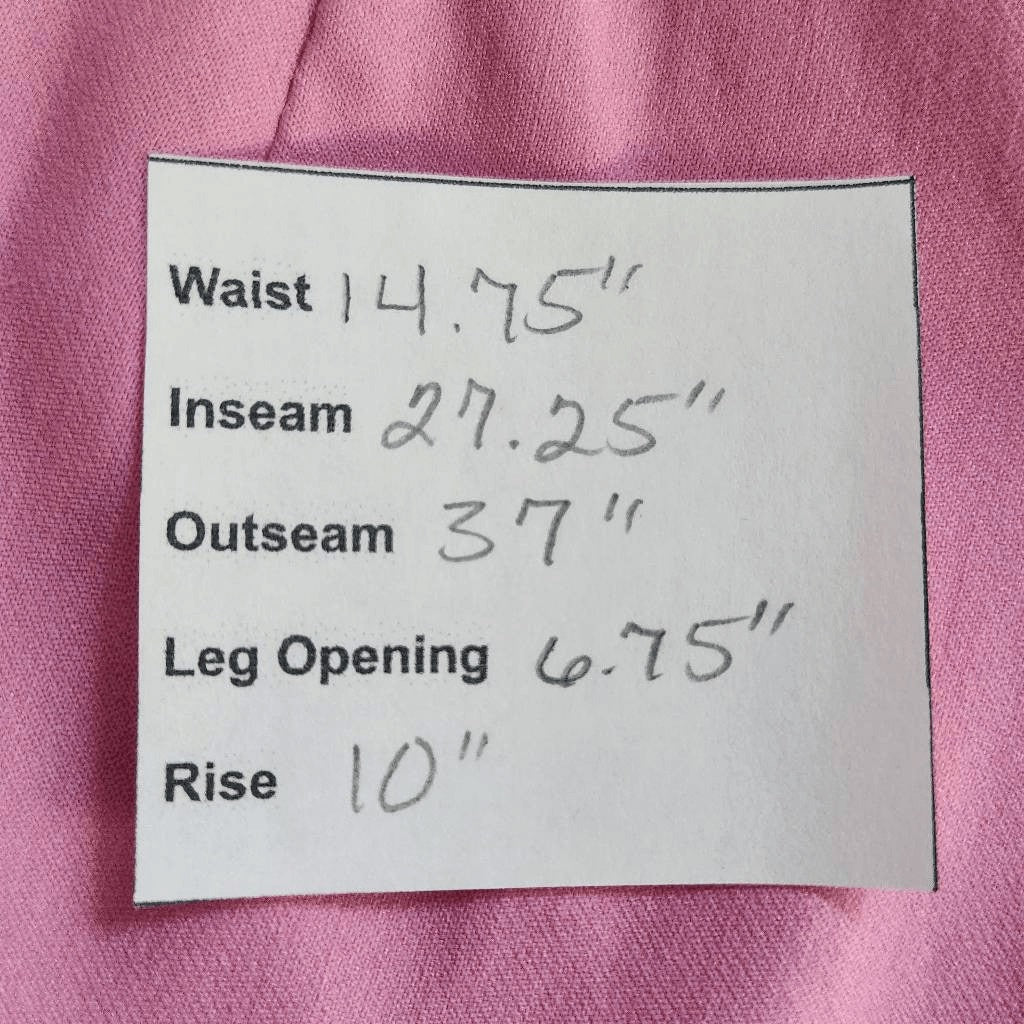 Waist 14.75"
Inseam 27.25"
Outseam 37"
Leg Opening 6.75"
Rise 10"